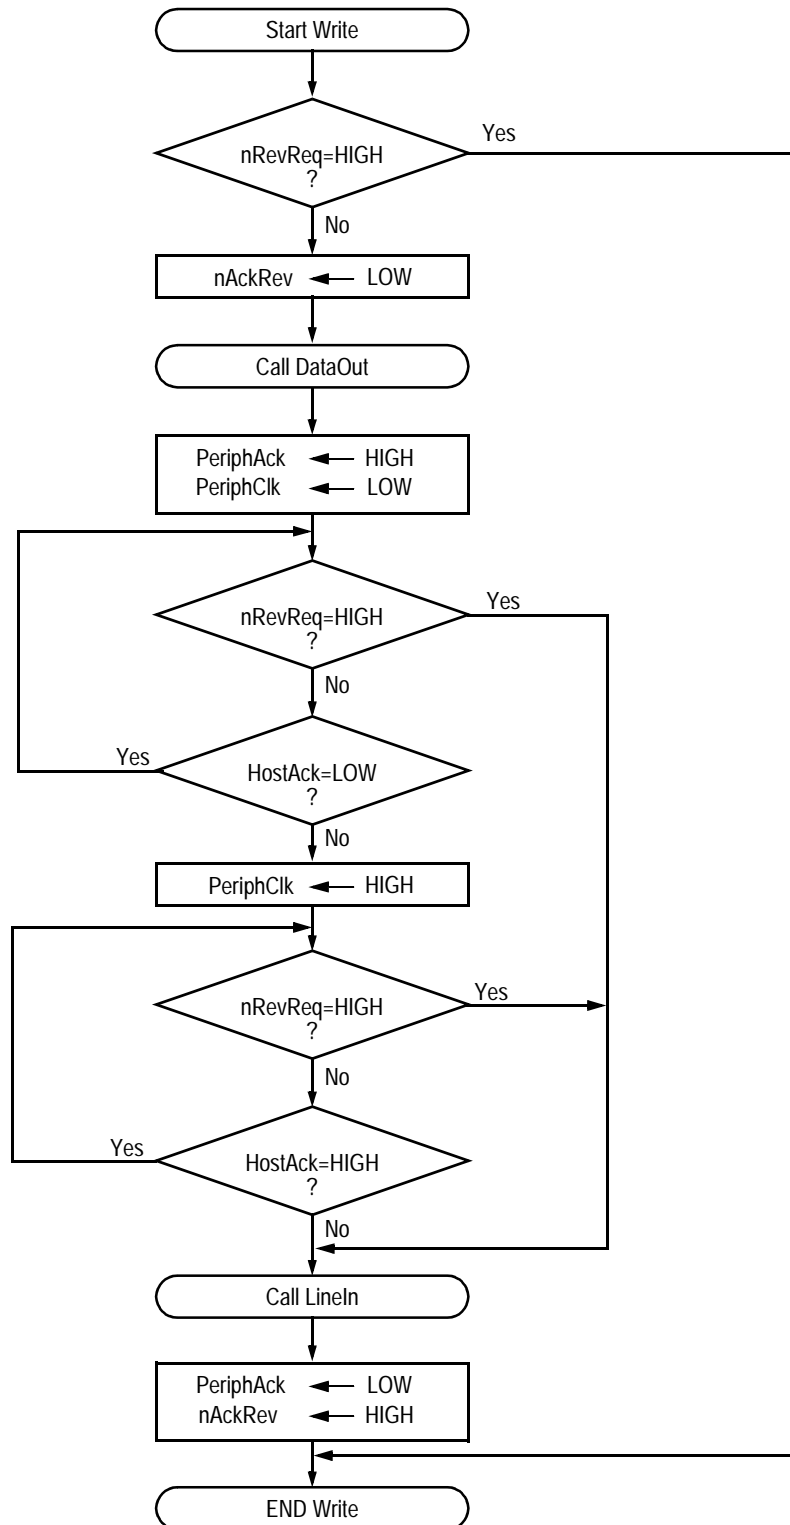 Start Write
Yes
nRevReq=HIGH
?
No
nAckRev ← LOW
Call DataOut
PeriphAck ← HIGH
PeriphClk ← LOW
Yes
nRevReq=HIGH
?
No
Yes
HostAck=LOW
?
No
PeriphClk ← HIGH
Yes
nRevReq=HIGH
?
No
Yes
HostAck=HIGH
?
No
Call LineIn
PeriphAck ← LOW
nAckRev ← HIGH
END Write